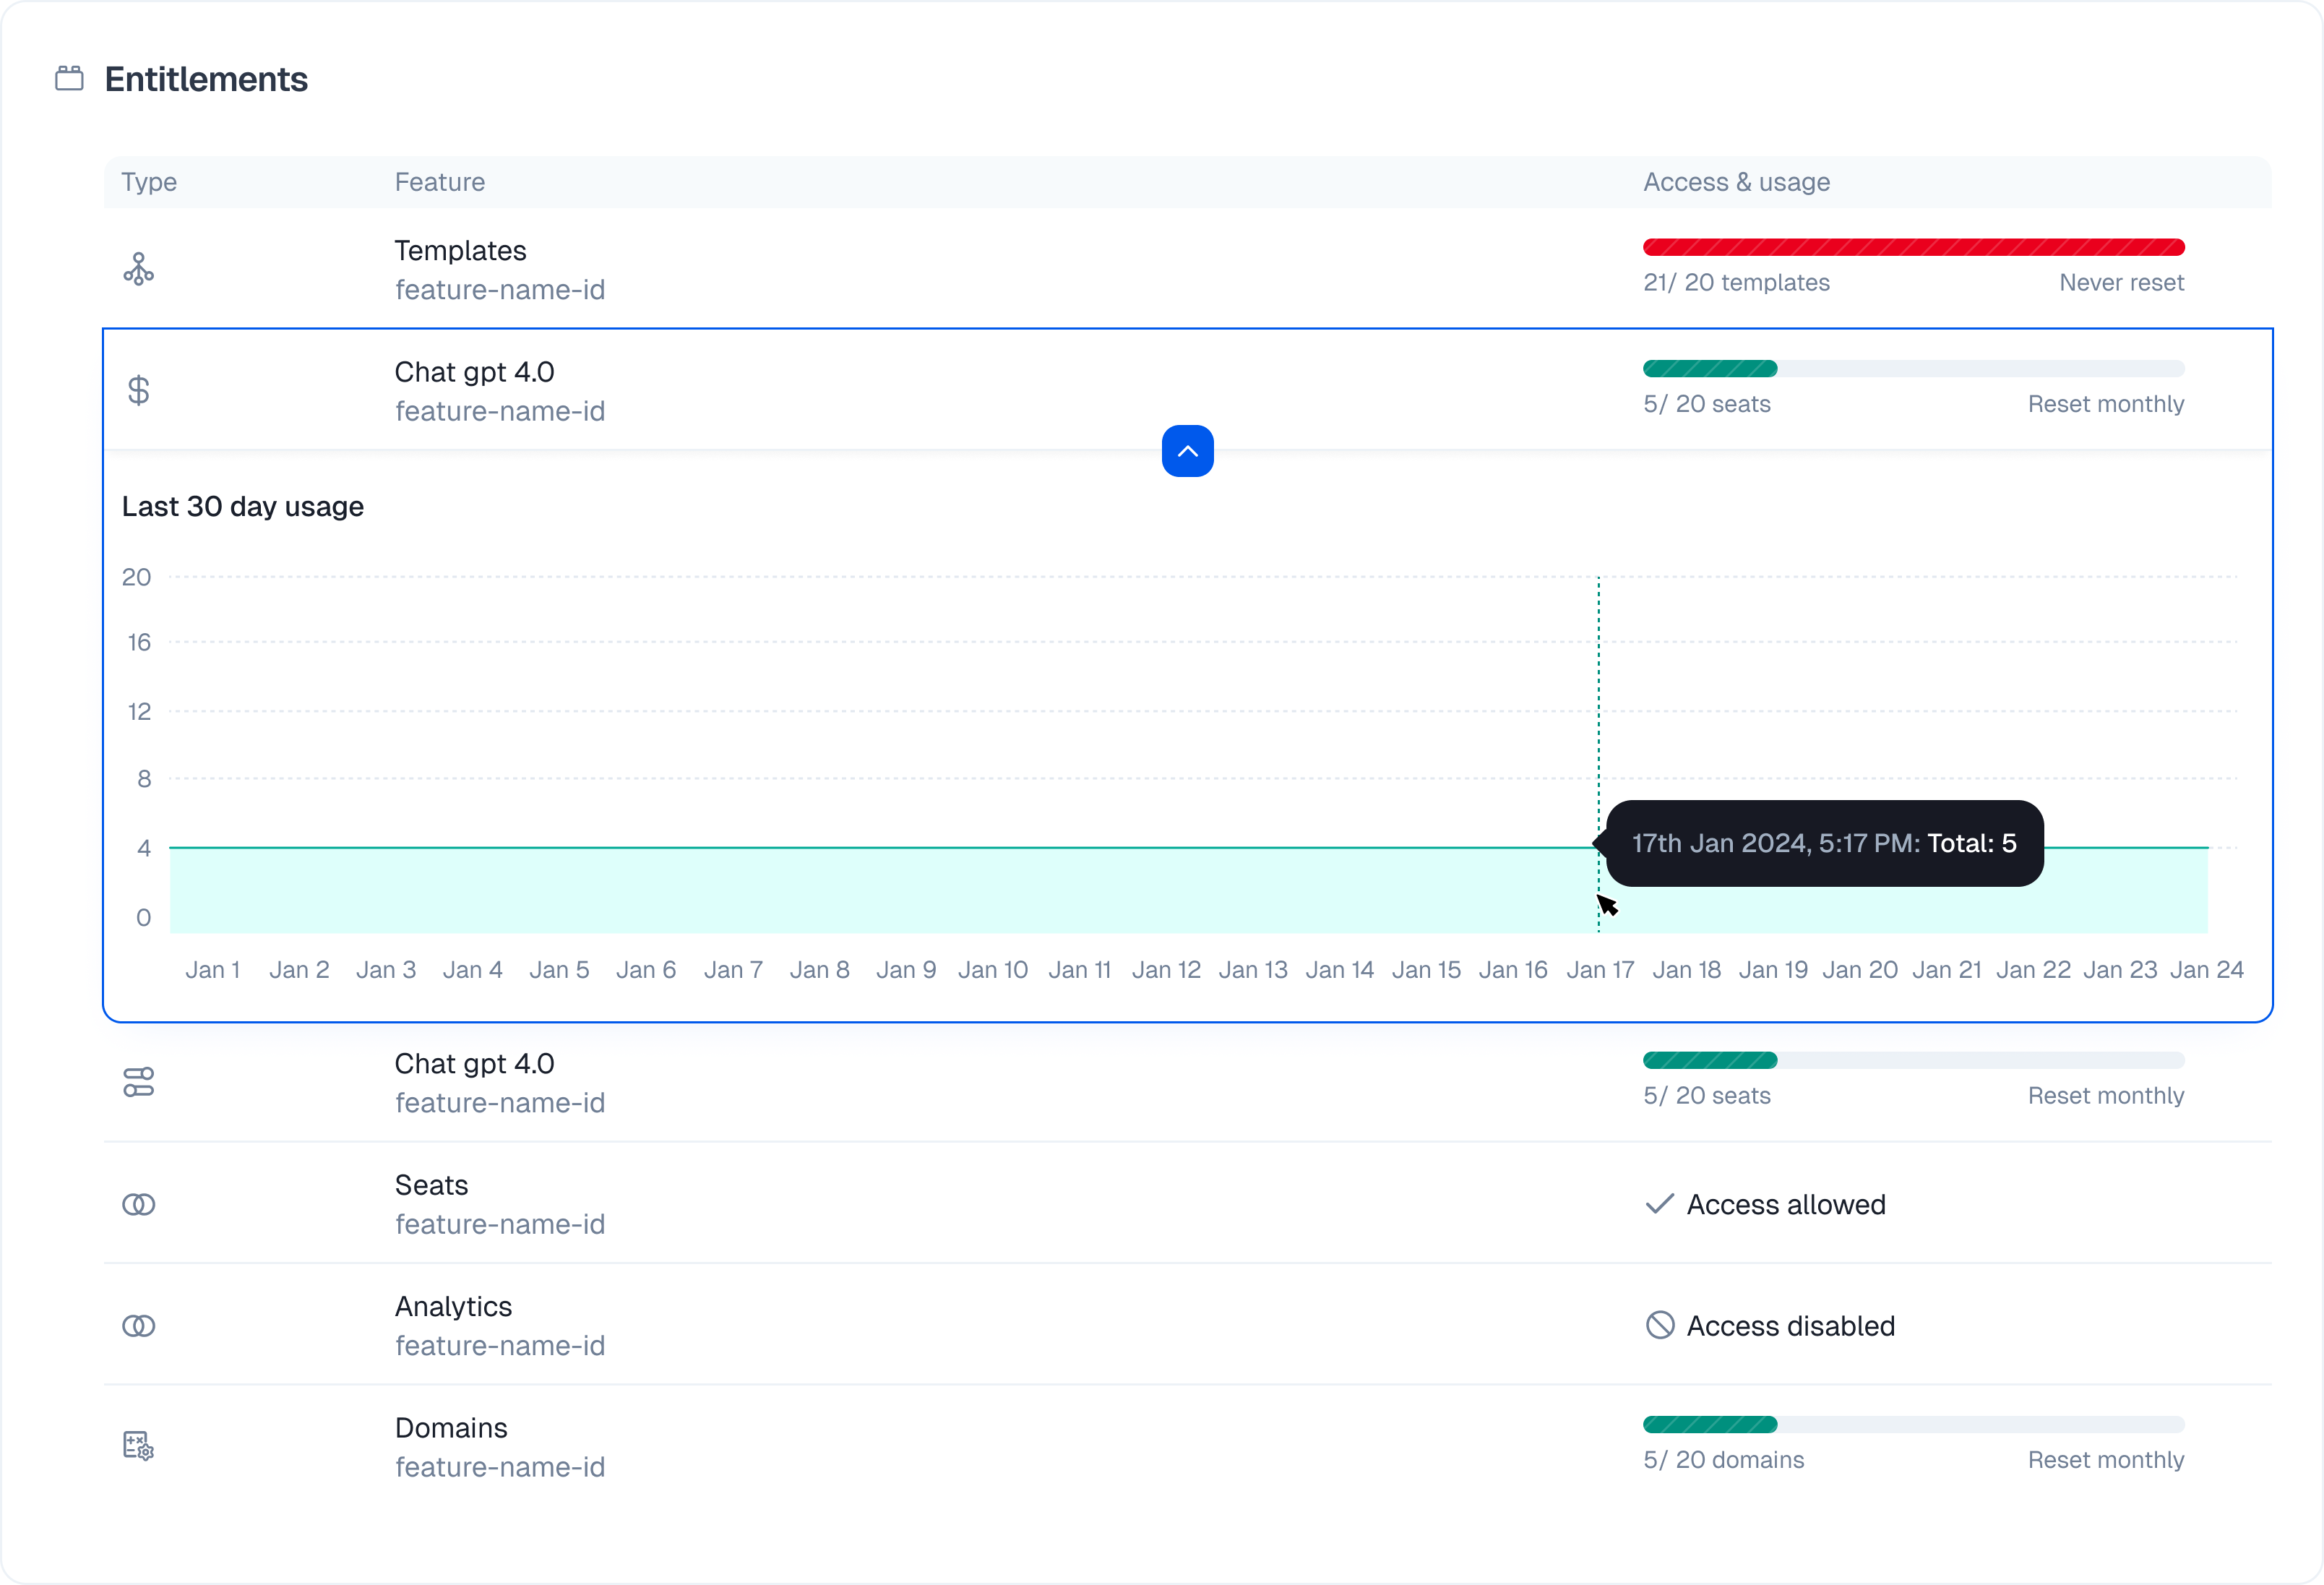 Entitlements
Type Feature Access & usage
Templates
feature-name-id
21/ 20 templates Never reset
Chat gpt 4.0
feature-name-id
5/ 20 seats Reset monthly
Last 30 day usage
20
16
12
8
4
0
17th Jan 2024, 5:17 PM: Total: 5
Jan 1 Jan 2 Jan 3 Jan 4 Jan 5 Jan 6 Jan 7 Jan 8 Jan 9 Jan 10 Jan 11 Jan 12 Jan 13 Jan 14 Jan 15 Jan 16 Jan 17 Jan 18 Jan 19 Jan 20 Jan 21 Jan 22 Jan 23 Jan 24
Chat gpt 4.0
feature-name-id
5/ 20 seats Reset monthly
Seats
feature-name-id
Access allowed
Analytics
feature-name-id
Access disabled
Domains
feature-name-id
5/ 20 domains Reset monthly